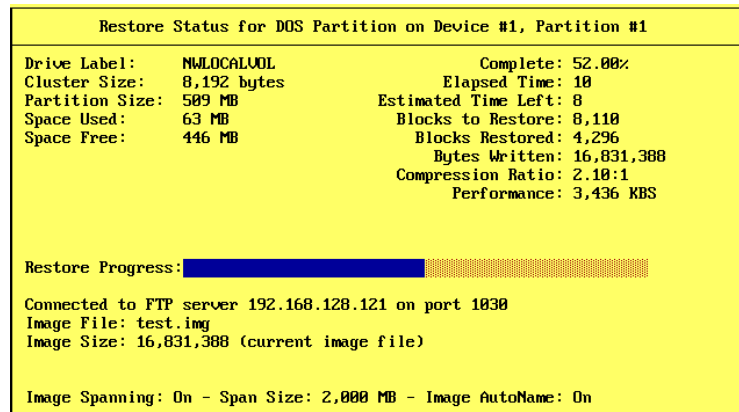 Restore Status for DOS Partition on Device #1, Partition #1
Drive Label: NWLOCALVOL Complete: 52.00%
Cluster Size: 8,192 bytes Elapsed Time: 10
Partition Size: 509 MB Estimated Time Left: 8
Space Used: 63 MB Blocks to Restore: 8,110
Space Free: 446 MB Blocks Restored: 4,296
Bytes Written: 16,831,388
Compression Ratio: 2.10:1
Performance: 3,436 KBS
Restore Progress:
Connected to FTP server 192.168.128.121 on port 1030
Image File: test.img
Image Size: 16,831,388 (current image file)
Image Spanning: On - Span Size: 2,000 MB - Image AutoName: On